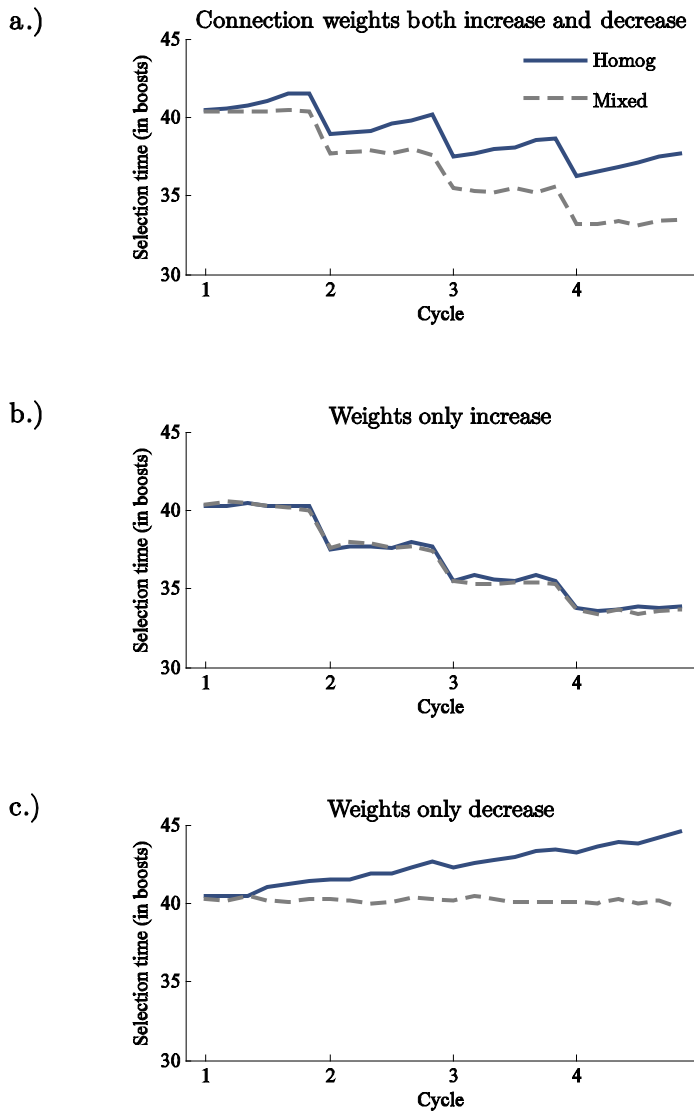 a.)
Connection weights both increase and decrease
45
40
35
30
Selection time (in boosts)
Homog
Mixed
1 2 3 4
Cycle
b.)
Weights only increase
45
40
35
30
Selection time (in boosts)
1 2 3 4
Cycle
c.)
Weights only decrease
45
40
35
30
Selection time (in boosts)
1 2 3 4
Cycle